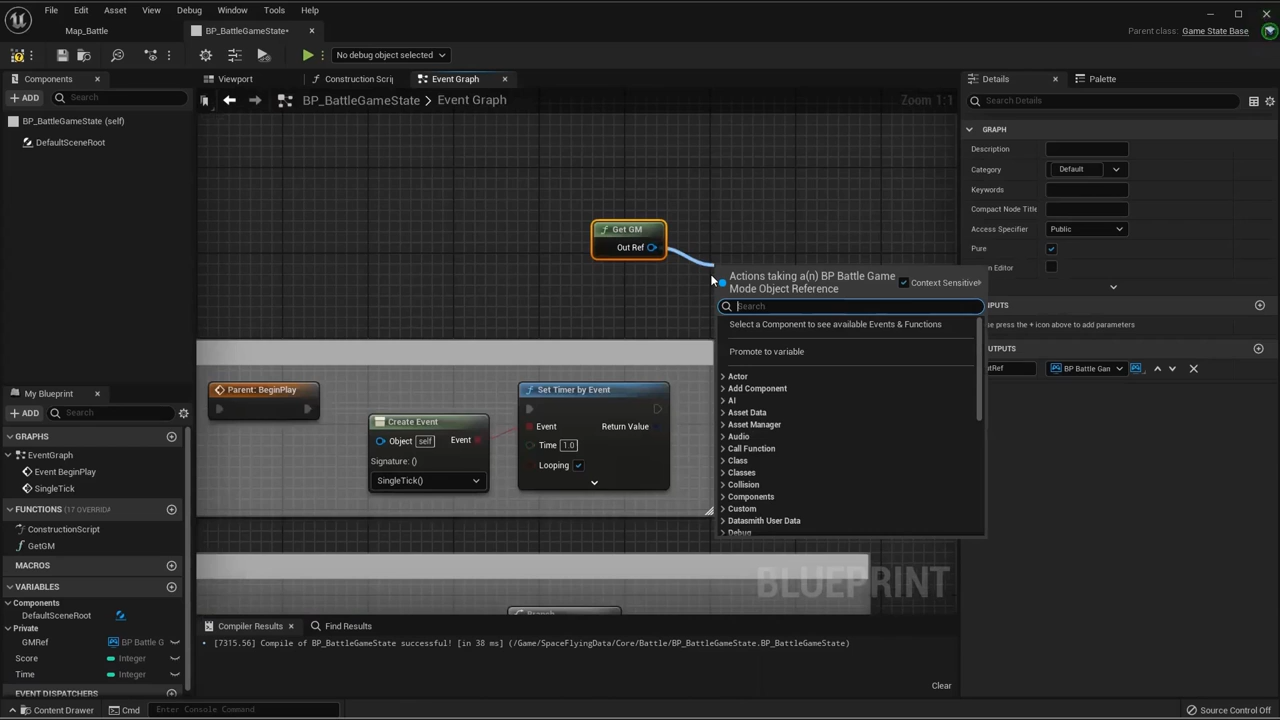 File Edit Asset View Debug Window Tools Help
Map_Battle
BP_BattleGameState•
Parent class: Game State Base
No debug object selected
Components
Viewport
Construction Scrip
Event Graph
Details
Palette
ADD
Search
BP_BattleGameState > Event Graph
Zoom 1:1
Search Details
BP_BattleGameState (self)
DefaultSceneRoot
GRAPH
Description
Category
Default
Keywords
Compact Node Title
Access Specifier
Public
Pure
Get GM
Out Ref
Actions taking a(n) BP Battle Game
Mode Object Reference
Context Sensitive
Search
Select a Component to see available Events & Functions
Promote to variable
Actor
Add Component
AI
Asset Data
Asset Manager
Audio
Call Function
Class
Classes
Collision
Components
Custom
Datasmith User Data
Debug
BP Battle Gan
Parent: BeginPlay
Create Event
Object self
Event
Signature: ()
SingleTick()
Set Timer by Event
Event
Return Value
Time 1.0
Looping
Branch
BLUEPRINT
My Blueprint
ADD
Search
GRAPHS
EventGraph
Event BeginPlay
SingleTick
FUNCTIONS (17 OVERRIDA
ConstructionScript
GetGM
MACROS
VARIABLES
Components
DefaultSceneRoot
Private
GMRef
BP Battle G
Score
Integer
Time
Integer
EVENT DISPATCHERS
Compiler Results
Find Results
[7315.56] Compile of BP_BattleGameState successful! [in 38 ms] (/Game/SpaceFlyingData/Core/Battle/BP_BattleGameState.BP_BattleGameState)
Clear
Content Drawer
Cmd
Enter Console Command
Source Control Off